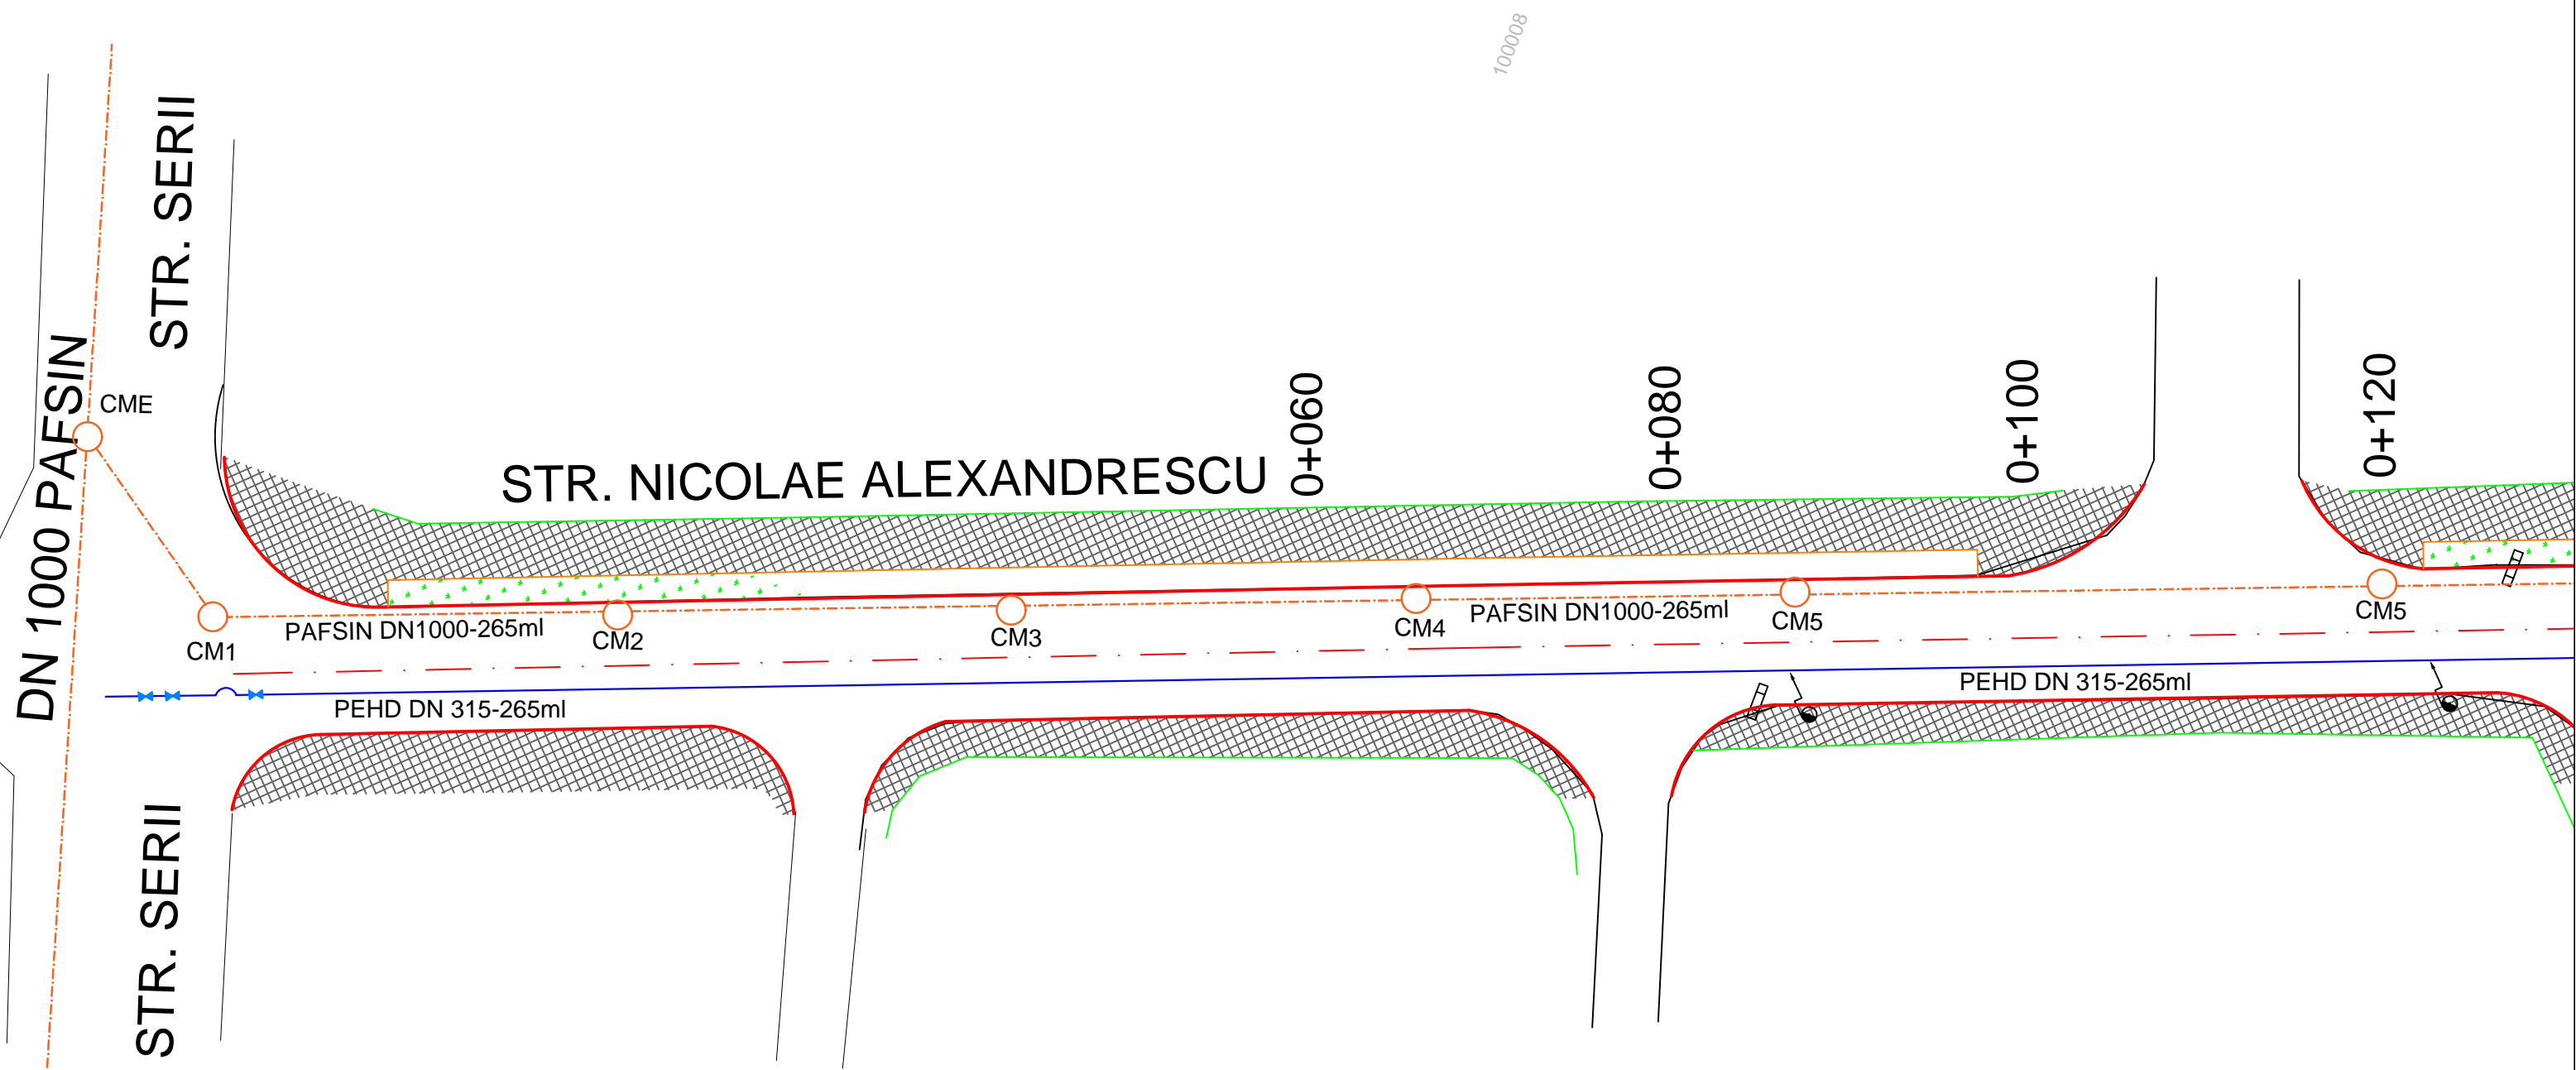 100008
STR. SERII
DN 1000 PAFSIN
CME
STR. NICOLAE ALEXANDRESCU
0+060
0+080
0+100
0+120
CM1
PAFSIN DN1000-265ml
CM2
CM3
CM4
PAFSIN DN1000-265ml
CM5
CM5
PEHD DN 315-265ml
PEHD DN 315-265ml
STR. SERII